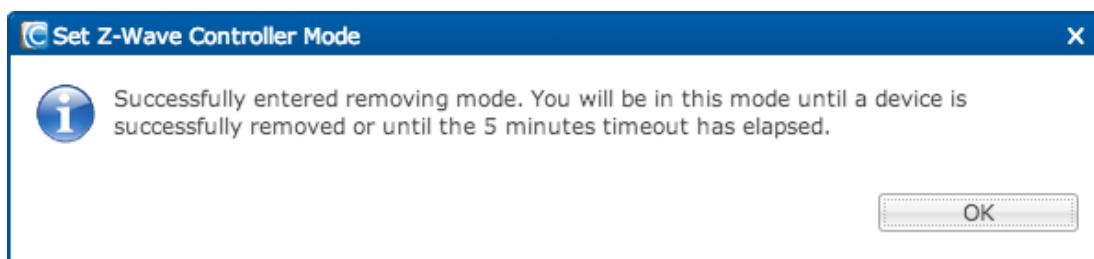 Set Z-Wave Controller Mode
Successfully entered removing mode. You will be in this mode until a device is
successfully removed or until the 5 minutes timeout has elapsed.
OK